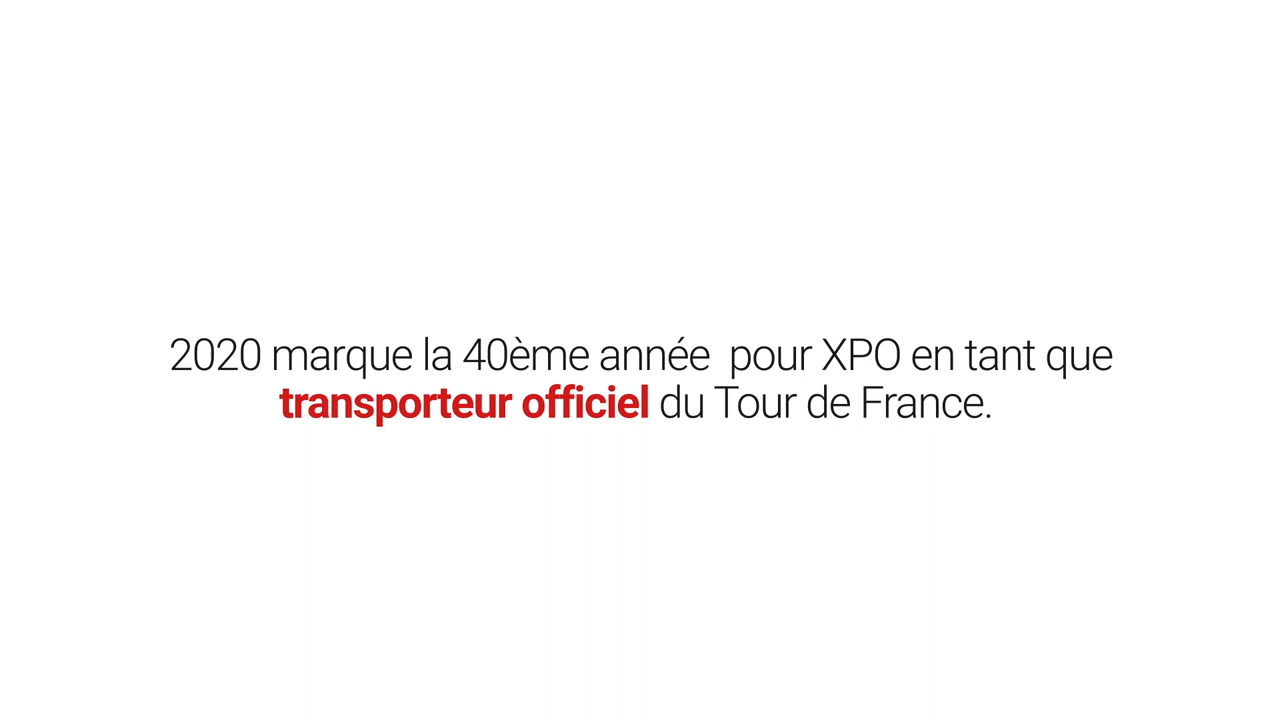 2020 marque la 40ème année  pour XPO en tant que
transporteur officiel du Tour de France.